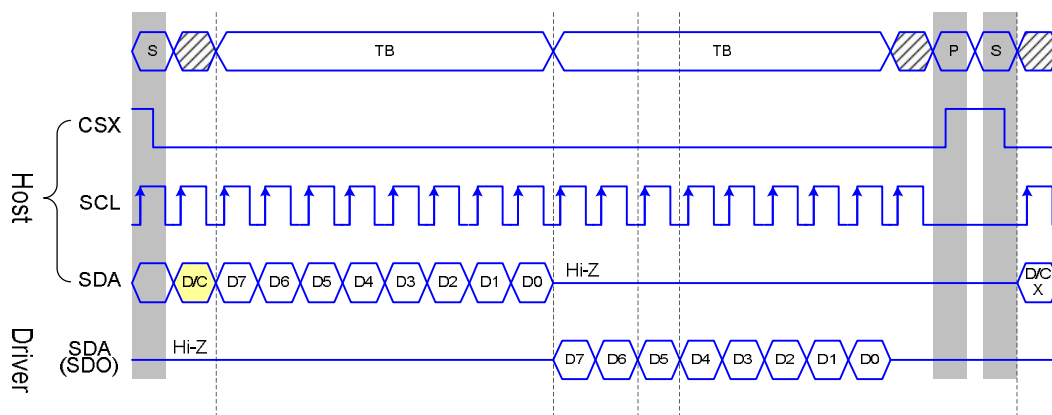 S TB TB P S
CSX
Host
SCL
SDA D/C D7 D6 D5 D4 D3 D2 D1 D0 Hi-Z D/C X
Driver
SDA (SDO) Hi-Z D7 D6 D5 D4 D3 D2 D1 D0